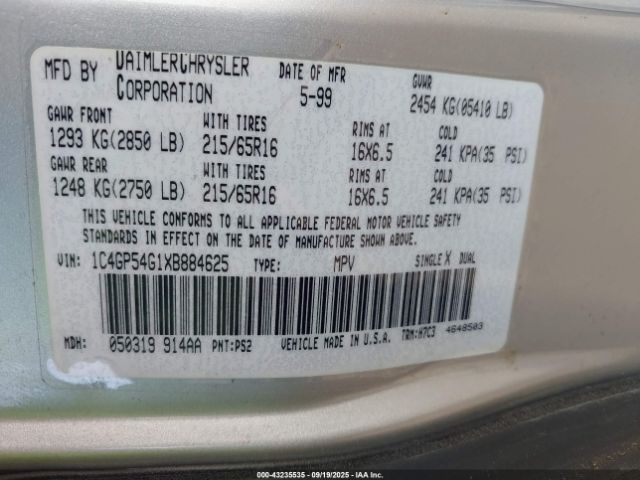 MFD BY DAIMLERCHRYSLER CORPORATION DATE OF MFR 5-99 GVWR 2454 KG(05410 LB)
GAWR FRONT WITH TIRES RIMS AT COLD
1293 KG(2850 LB) 215/65R16 16X6.5 241 KPA(35 PSI)
GAWR REAR WITH TIRES RIMS AT COLD
1248 KG(2750 LB) 215/65R16 16X6.5 241 KPA(35 PSI)
THIS VEHICLE CONFORMS TO ALL APPLICABLE FEDERAL MOTOR VEHICLE SAFETY
STANDARDS IN EFFECT ON THE DATE OF MANUFACTURE SHOWN ABOVE.
VIN: 1C4GP54G1XB884625 TYPE: MPV SINGLE X DUAL
MDH: 050319 914AA PNT:PS2 VEHICLE MADE IN U.S.A. TRM:H7C3 4648503
000-43235535 - 09/19/2025 - IAA Inc.